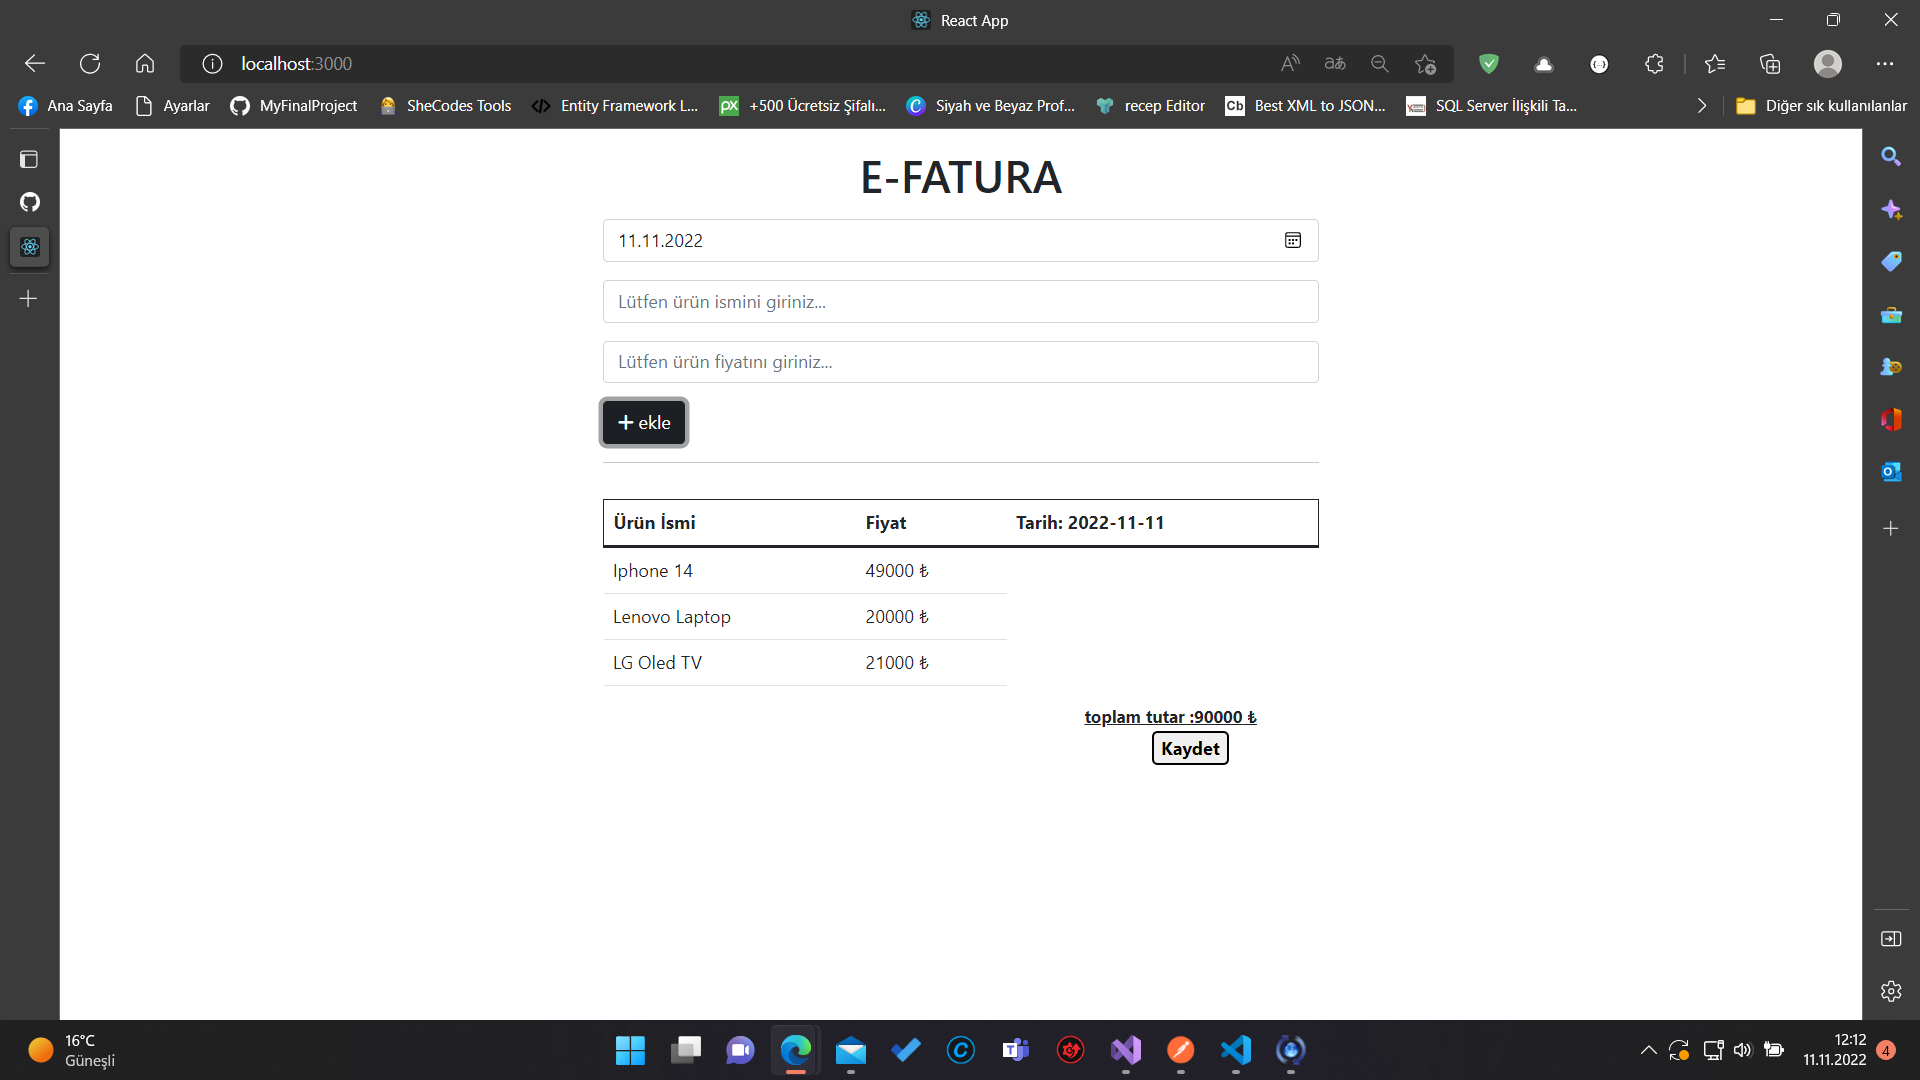 React App
localhost:3000
Ana Sayfa Ayarlar MyFinalProject SheCodes Tools Entity Framework L... +500 Ücretsiz Şifalı... Siyah ve Beyaz Prof... recep Editor Best XML to JSON... SQL Server İlişkili Ta... Diğer sık kullanılanlar
E-FATURA
11.11.2022
Lütfen ürün ismini giriniz...
Lütfen ürün fiyatını giriniz...
+ ekle
Ürün İsmi Fiyat Tarih: 2022-11-11
Iphone 14 49000 ₺
Lenovo Laptop 20000 ₺
LG Oled TV 21000 ₺
toplam tutar :90000 ₺
Kaydet
16°C
Güneşli
12:12
11.11.2022
4